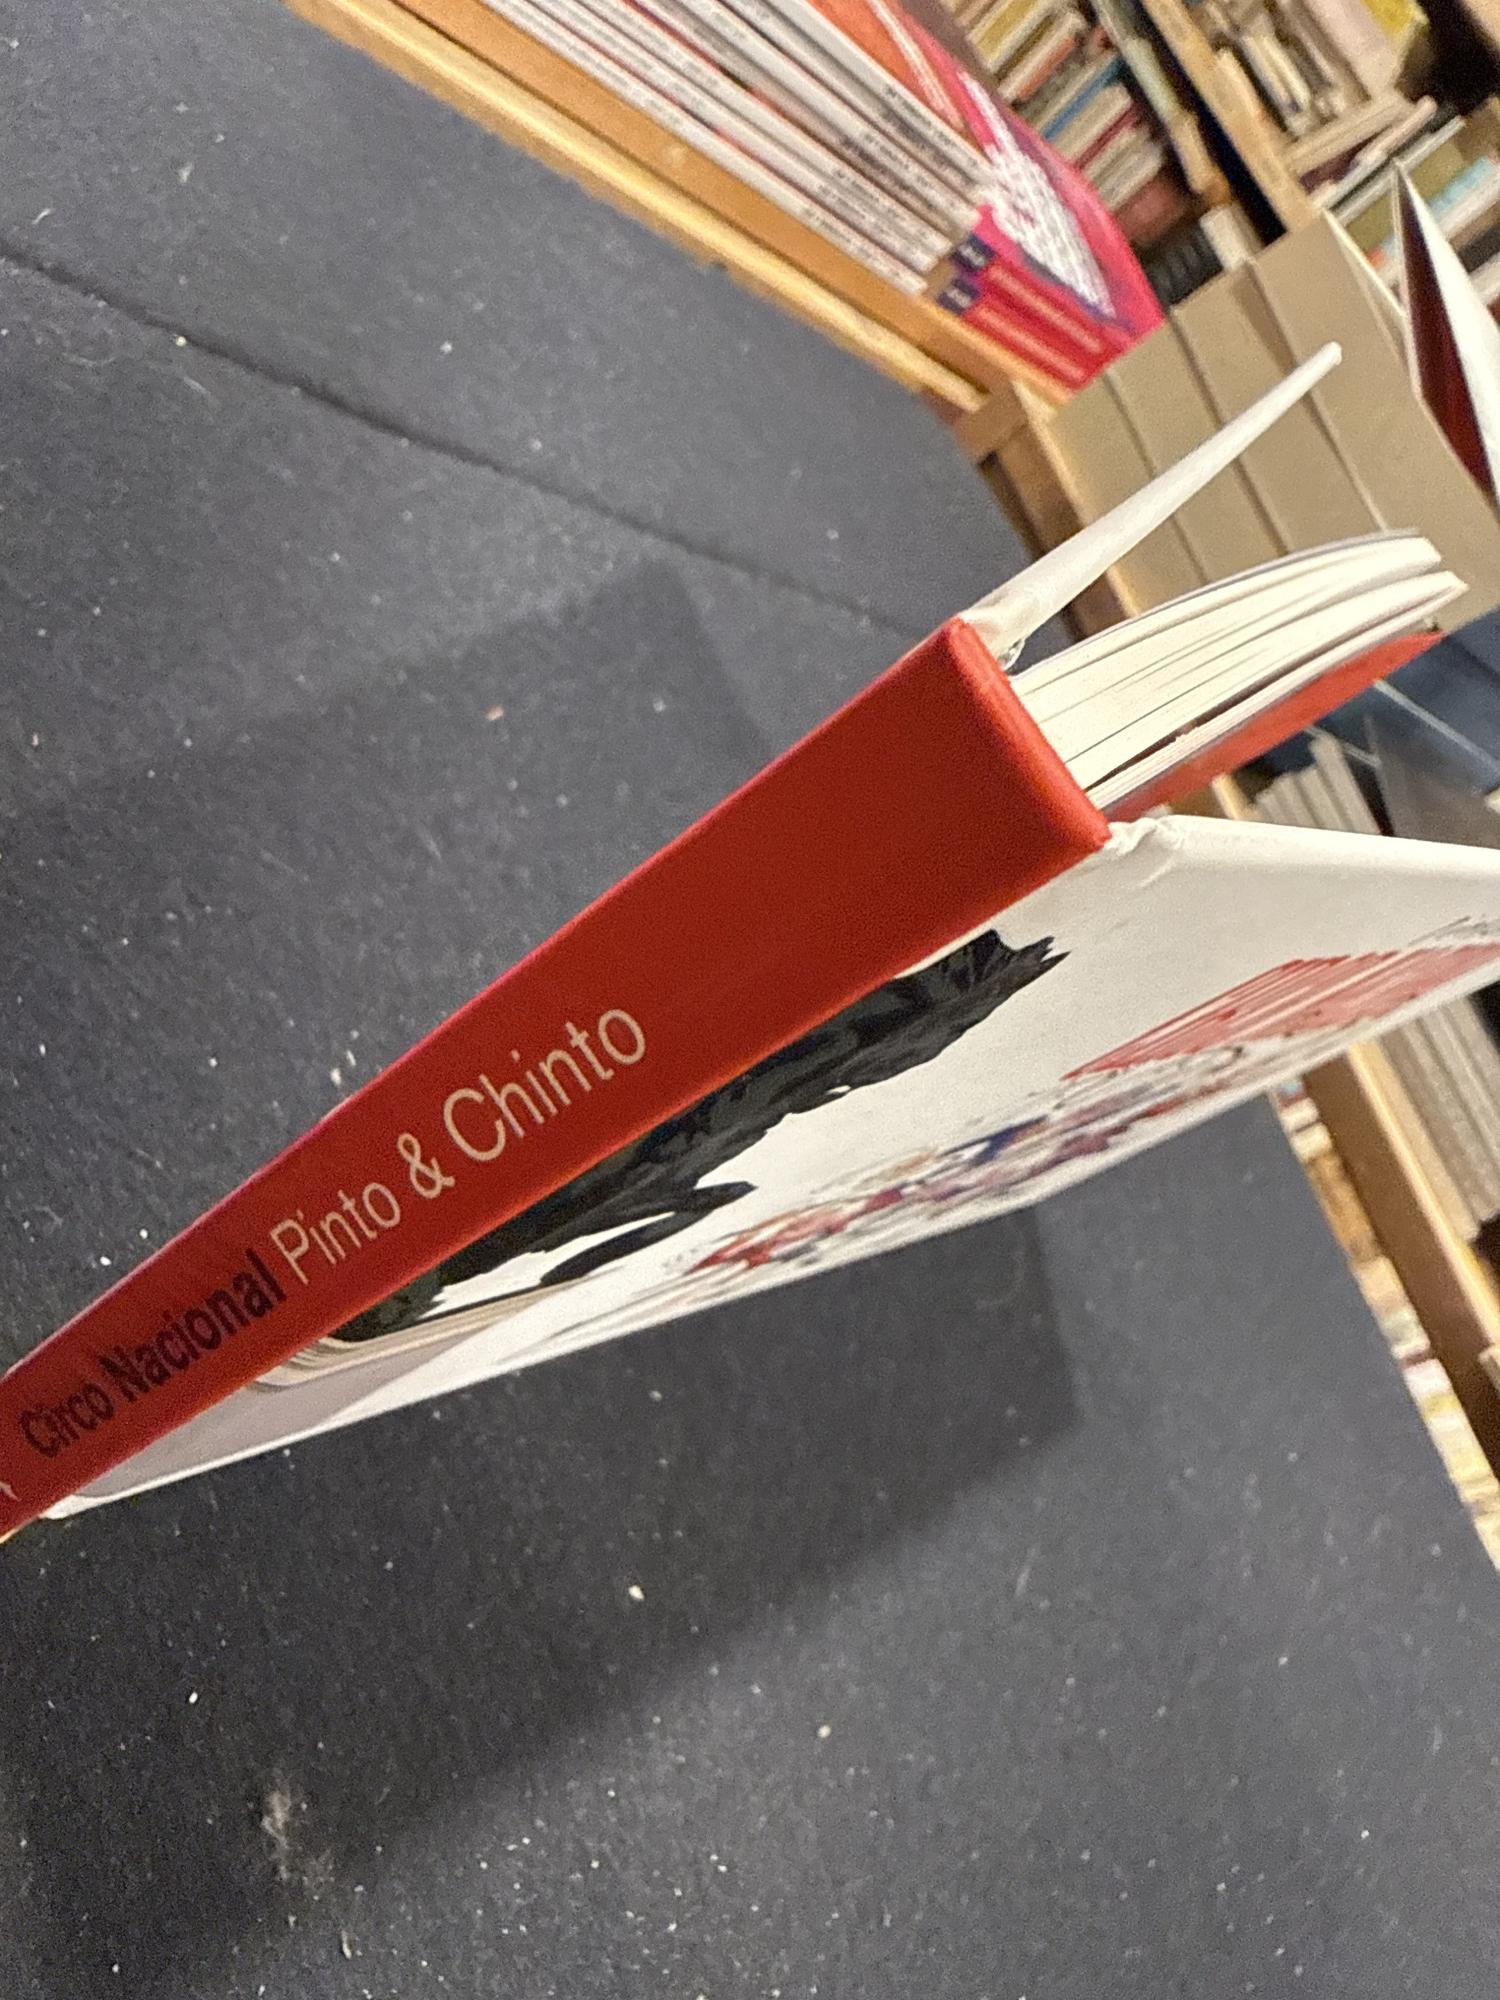 Circo Nacional Pinto & Chinto